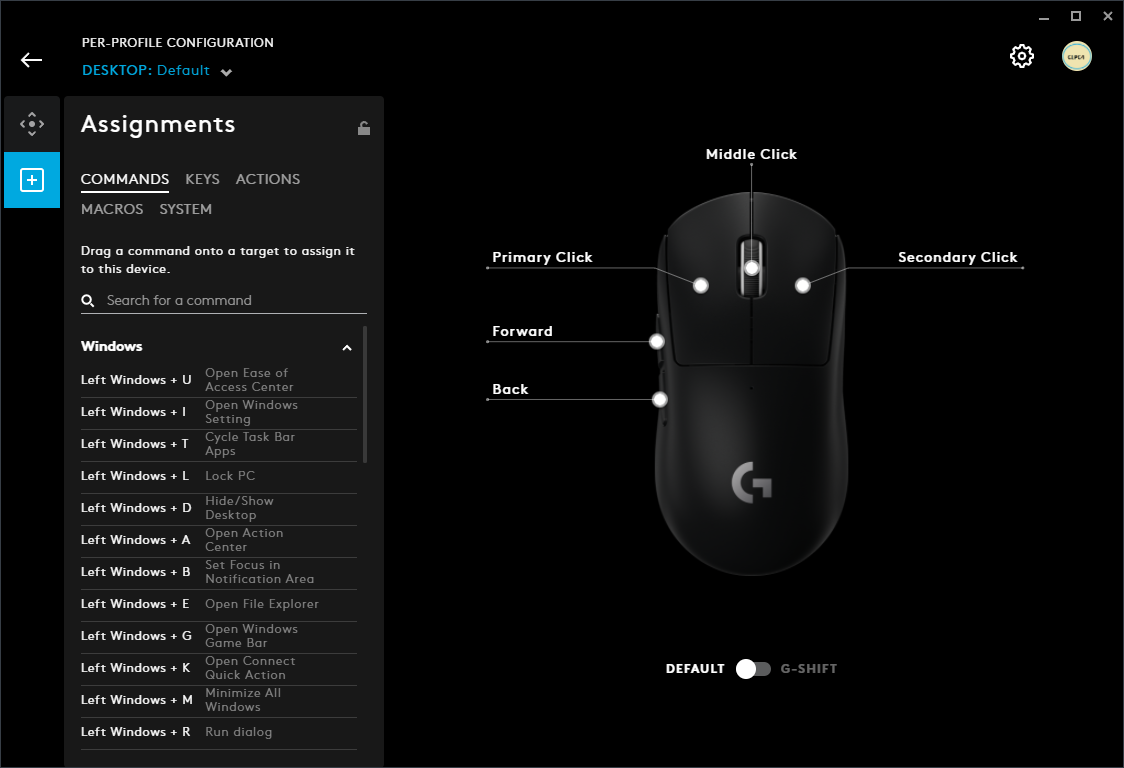 PER-PROFILE CONFIGURATION
DESKTOP: Default
Assignments
COMMANDS KEYS ACTIONS
MACROS SYSTEM
Drag a command onto a target to assign it
to this device.
Search for a command
Windows
Left Windows + U Open Ease of
Access Center
Left Windows + I Open Windows
Setting
Left Windows + T Cycle Task Bar
Apps
Left Windows + L Lock PC
Left Windows + D Hide/Show
Desktop
Left Windows + A Open Action
Center
Left Windows + B Set Focus in
Notification Area
Left Windows + E Open File Explorer
Left Windows + G Open Windows
Game Bar
Left Windows + K Open Connect
Quick Action
Left Windows + M Minimize All
Windows
Left Windows + R Run dialog
Middle Click
Primary Click
Secondary Click
Forward
Back
G
DEFAULT G-SHIFT